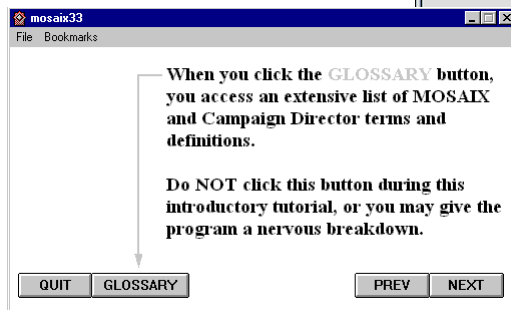 mosaix33
File Bookmarks
When you click the GLOSSARY button,
you access an extensive list of MOSAIX
and Campaign Director terms and
definitions.
Do NOT click this button during this
introductory tutorial, or you may give the
program a nervous breakdown.
QUIT GLOSSARY PREV NEXT